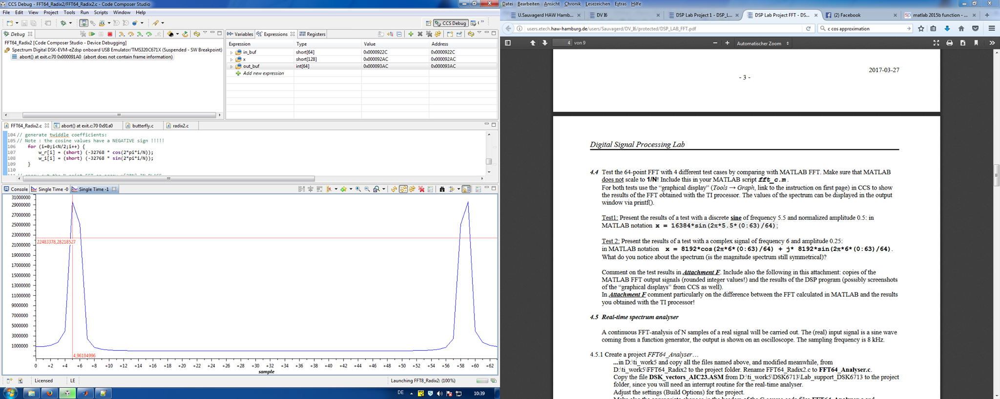 CCS Debug - FFT64_Radix2/FFT64_Radix2.c - Code Composer Studio
File Edit View Project Tools Run Scripts Window Help
CCS Debug
Debug
FFT64_Radix2 [Code Composer Studio - Device Debugging]
Spectrum Digital DSK-EVM-eZdsp onboard USB Emulator/TMS320C671X (Suspended - SW Breakpoint)
abort() at exit.c:70 0x000091A0 (abort does not contain frame information)
(x)= Variables Expressions Registers
Expression Type Value Address
in_buf short[64] 0x0000922C 0x0000922C
x short[128] 0x000092AC 0x000092AC
out_buf int[64] 0x000093AC 0x000093AC
Add new expression
FFT64_Radix2.c abort() at exit.c:70 0x91a0 butterfly.c radix2.c
104 // generate twiddle coefficients:
105 // Note : the cosine values have a NEGATIVE sign !!!!!
106 for (i=0;i<N/2;i++) {
107 w_r[i] = (short) (-32768 * cos(2*pi*i/N));
108 w_i[i] = (short) (-32768 * sin(2*pi*i/N));
109 }
110
Console Single Time -0 Single Time -1
31000000
29000000
27000000
25000000
23000000
22483378,28218527
21000000
19000000
17000000
15000000
13000000
11000000
9000000
7000000
5000000
3000000
1000000
4,96104996
0 +2 +4 +6 +8 +10 +12 +14 +16 +18 +20 +22 +24 +26 +28 +30 +32 +34 +36 +38 +40 +42 +44 +46 +48 +50 +52 +54 +56 +58 +60 +62
sample
Licensed LE Launching FFT8_Radix2: (100%)
DE 10:39
Datei Bearbeiten Ansicht Chronik Lesezeichen Extras Hilfe
U.Sauvagerd HAW Hamb... DV I6 DSP Lab Project 1 - DSP_L... DSP Lab Project FFT - DS... (2) Facebook matlab 2015b function - ...
users.etech.haw-hamburg.de/users/Sauvagerd/DV_I6/protected/DSP_LAB_FFT.pdf c cos approximation
4 von 9 Automatischer Zoom
2017-03-27
- 3 -
Digital Signal Processing Lab
4.4 Test the 64-point FFT with 4 different test cases by comparing with MATLAB FFT. Make sure that MATLAB
does not scale to 1/N! Include this in your MATLAB script fft_c.m .
For both tests use the “graphical display” (Tools → Graph, link to the instruction on first page) in CCS to show
the results of the FFT obtained with the TI processor. The values of the spectrum can be displayed in the output
window via printf().
Test1: Present the results of a test with a discrete sine of frequency 5.5 and normalized amplitude 0.5: in
MATLAB notation x = 16384*sin(2π*5.5*(0:63)/64);
Test 2: Present the results of a test with a complex signal of frequency 6 and amplitude 0.25:
in MATLAB notation x = 8192*cos(2π*6*(0:63)/64) + j* 8192*sin(2π*6*(0:63)/64).
What do you notice about the spectrum (is the magnitude spectrum still symmetrical)?
Comment on the test results in Attachment F. Include also the following in this attachment: copies of the
MATLAB FFT output signals (rounded integer values!) and the results of the DSP program (possibly screenshots
of the “graphical displays” from CCS as well).
In Attachment F comment particularly on the difference between the FFT calculated in MATLAB and the results
you obtained with the TI processor!
4.5 Real-time spectrum analyser
A continuous FFT-analysis of N samples of a real signal will be carried out. The (real) input signal is a sine wave
coming from a function generator, the output is shown on an oscilloscope. The sampling frequency is 8 kHz.
4.5.1 Create a project FFT64_Analyser…
...in D:\ti_work5 and copy all the files named above, and modified meanwhile, from
D:\ti_work5\FFT64_Radix2 to the project folder. Rename FFT64_Radix2.c to FFT64_Analyser.c.
Copy the file DSK_vectors_AIC23.ASM from D:\ti_work5\DSK6713\Lab_support_DSK6713 to the project
folder, since you will need an interrupt routine for the real-time analyser.
Adjust the settings (Build Options) for the project.